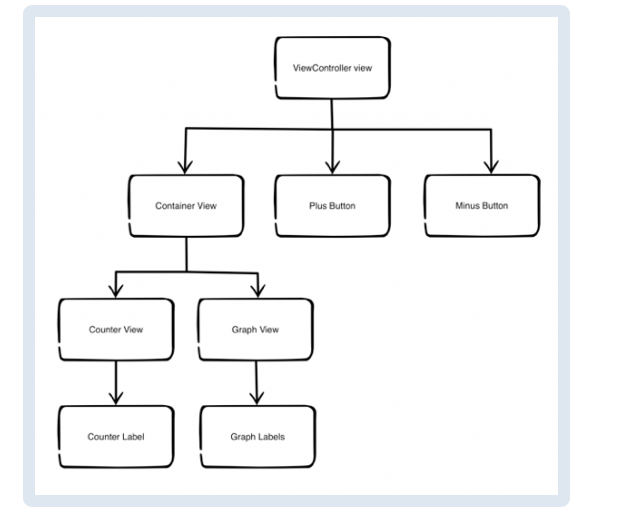 ViewController view
Container View
Plus Button
Minus Button
Counter View
Graph View
Counter Label
Graph Labels